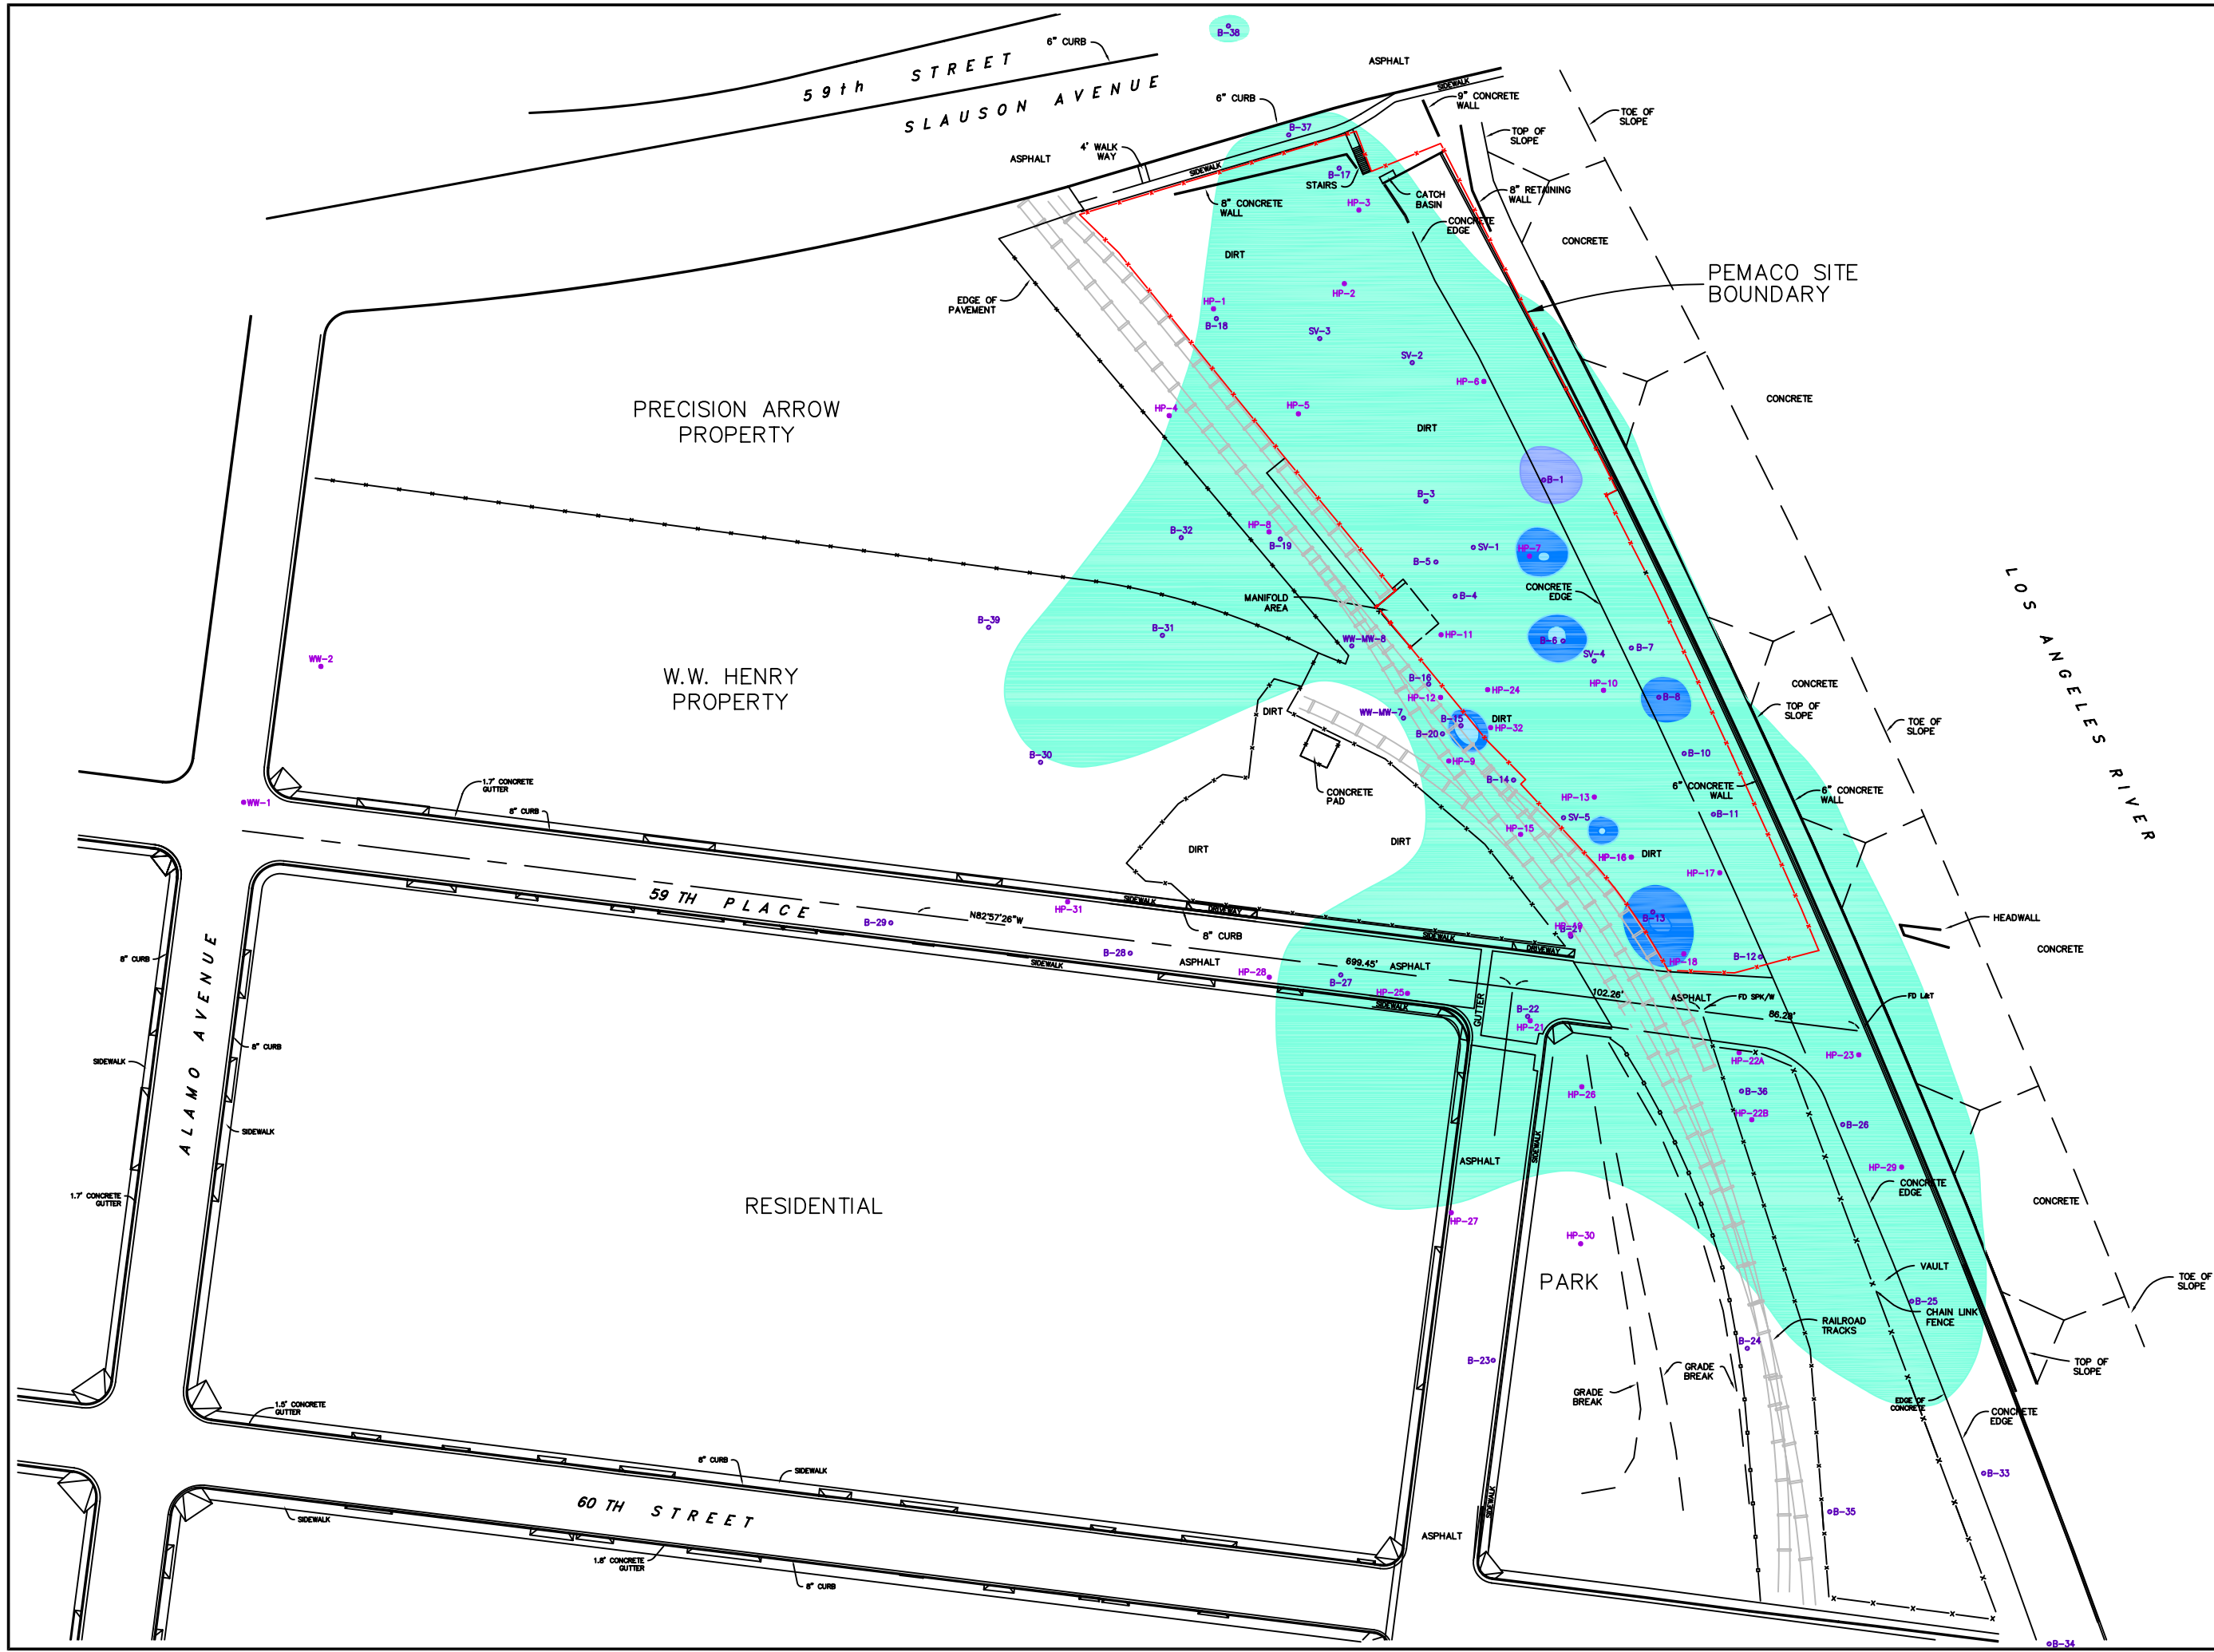 B-38
6" CURB
59th STREET
ASPHALT
SLAUSON AVENUE
SIDEWALK
6" CURB
9" CONCRETE
WALL
TOE OF
SLOPE
B-37
TOP OF
SLOPE
4' WALK
WAY
ASPHALT
SIDEWALK
B-17
STAIRS
CATCH
BASIN
8" RETAINING
WALL
HP-3
8" CONCRETE
WALL
CONCRETE
EDGE
CONCRETE
DIRT
PEMACO SITE
BOUNDARY
HP-2
EDGE OF
PAVEMENT
HP-1
B-18
SV-3
SV-2
HP-6
CONCRETE
PRECISION ARROW
PROPERTY
HP-4
HP-5
DIRT
B-1
B-3
HP-8
B-32
B-19
SV-1
HP-7
B-5
LOS ANGELES RIVER
CONCRETE
EDGE
MANIFOLD
AREA
B-4
B-39
B-31
HP-11
WW-MW-8
B-6
B-7
SV-4
WW-2
W.W. HENRY
PROPERTY
B-16
HP-24
HP-10
CONCRETE
HP-12
B-8
DIRT
WW-MW-7
B-15
DIRT
HP-32
TOP OF
SLOPE
TOE OF
SLOPE
B-20
B-30
HP-9
B-10
B-14
1.7' CONCRETE
GUTTER
CONCRETE
PAD
6" CONCRETE
WALL
6" CONCRETE
WALL
WW-1
8" CURB
HP-13
SV-5
B-11
HP-15
DIRT
DIRT
HP-16
DIRT
HP-17
59 TH PLACE
SIDEWALK
HP-31
DRIVEWAY
N82°57'26"W
B-29
8" CURB
SIDEWALK
HP-19
B-13
HEADWALL
CONCRETE
DRIVEWAY
ALAMO AVENUE
8" CURB
B-28
SIDEWALK
ASPHALT
699.45'
ASPHALT
HP-18
B-12
HP-28
B-27
HP-25
SIDEWALK
GUTTER
102.26'
ASPHALT
FD SPK/W
FD L&T
B-22
HP-21
86.28'
8" CURB
SIDEWALK
HP-22A
HP-23
HP-26
B-36
HP-22B
B-26
SIDEWALK
SIDEWALK
ASPHALT
HP-29
1.7' CONCRETE
GUTTER
CONCRETE
EDGE
CONCRETE
RESIDENTIAL
HP-27
HP-30
PARK
VAULT
TOE OF
SLOPE
B-25
CHAIN LINK
FENCE
RAILROAD
TRACKS
B-24
B-23
GRADE
BREAK
TOP OF
SLOPE
GRADE
BREAK
EDGE OF
CONCRETE
CONCRETE
EDGE
1.5' CONCRETE
GUTTER
8" CURB
SIDEWALK
B-33
SIDEWALK
60 TH STREET
SIDEWALK
B-35
ASPHALT
1.8' CONCRETE
GUTTER
8" CURB
B-34